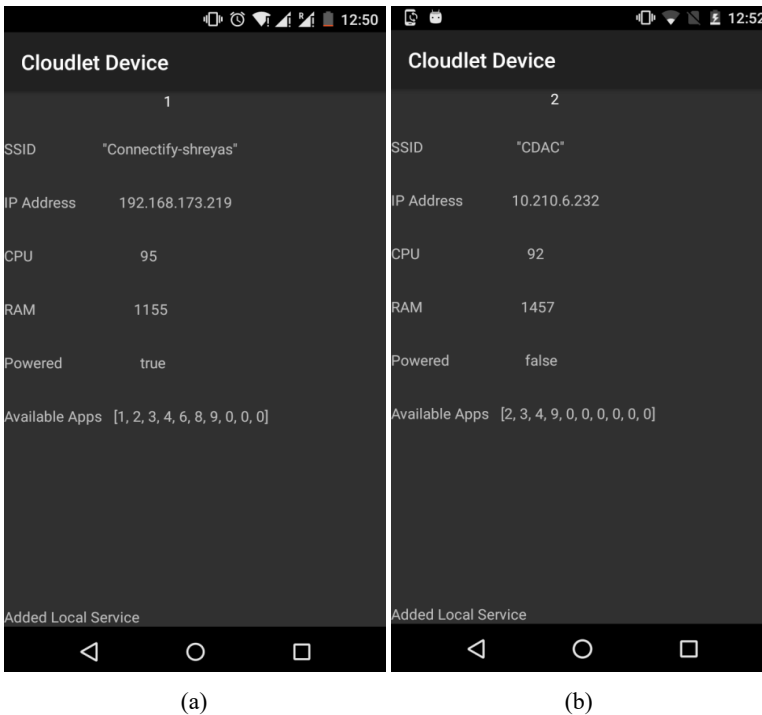 12:50
Cloudlet Device
1
SSID "Connectify-shreyas"
IP Address 192.168.173.219
CPU 95
RAM 1155
Powered true
Available Apps [1, 2, 3, 4, 6, 8, 9, 0, 0, 0]
Added Local Service
(a)
12:52
Cloudlet Device
2
SSID "CDAC"
IP Address 10.210.6.232
CPU 92
RAM 1457
Powered false
Available Apps [2, 3, 4, 9, 0, 0, 0, 0, 0, 0]
Added Local Service
(b)